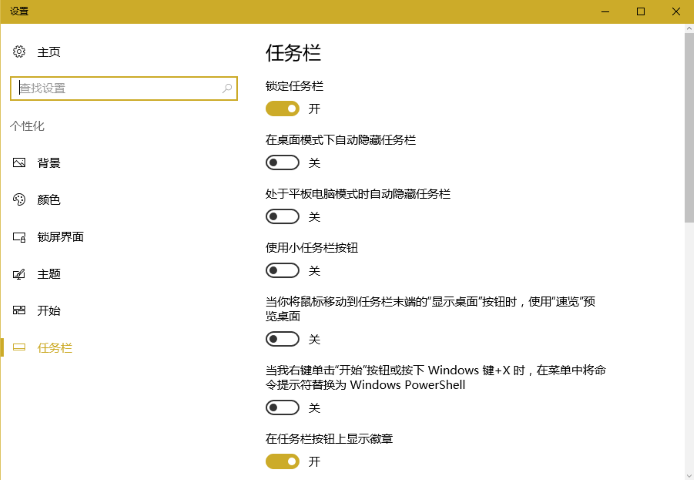 设置
主页
查找设置
个性化
背景
颜色
锁屏界面
主题
开始
任务栏
任务栏
锁定任务栏
开
在桌面模式下自动隐藏任务栏
关
处于平板电脑模式时自动隐藏任务栏
关
使用小任务栏按钮
关
当你将鼠标移动到任务栏末端的“显示桌面”按钮时，使用“速览”预
览桌面
关
当我右键单击“开始”按钮或按下 Windows 键+X 时，在菜单中将命
令提示符替换为 Windows PowerShell
关
在任务栏按钮上显示徽章
开